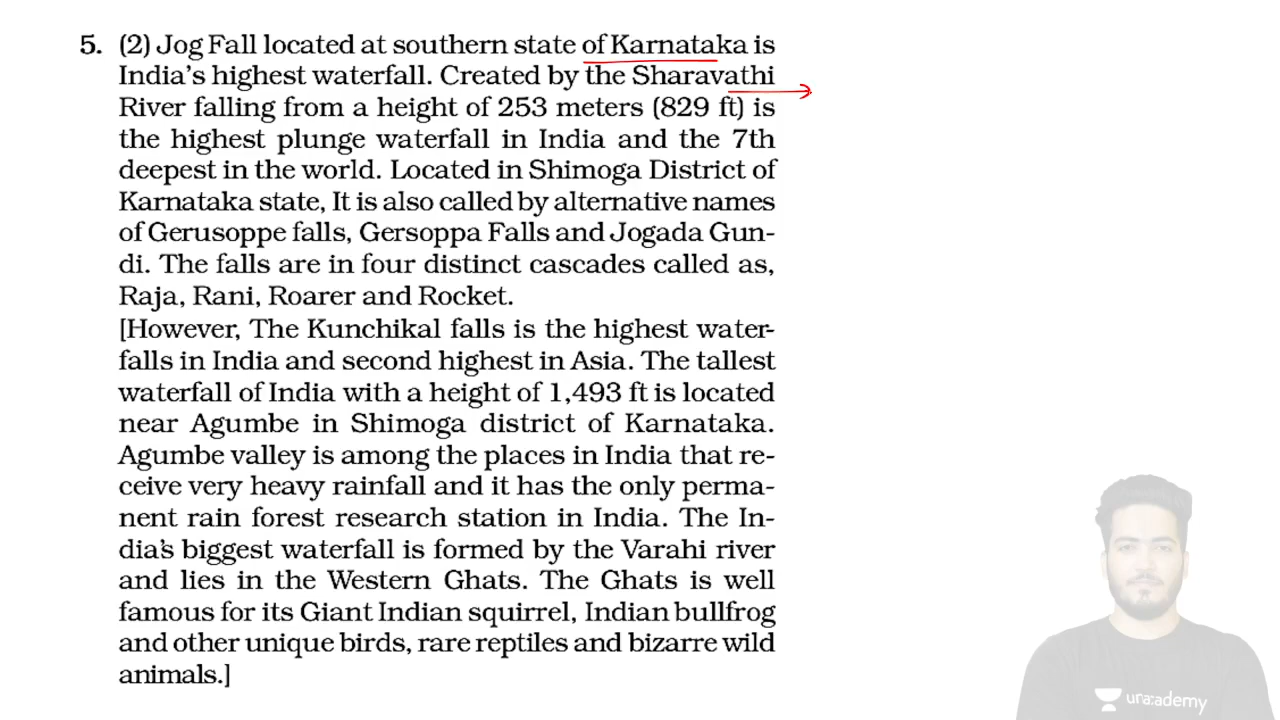 5. (2) Jog Fall located at southern state of Karnataka is
India's highest waterfall. Created by the Sharavathi
River falling from a height of 253 meters (829 ft) is
the highest plunge waterfall in India and the 7th
deepest in the world. Located in Shimoga District of
Karnataka state, It is also called by alternative names
of Gerusoppe falls, Gersoppa Falls and Jogada Gun-
di. The falls are in four distinct cascades called as,
Raja, Rani, Roarer and Rocket.
[However, The Kunchikal falls is the highest water-
falls in India and second highest in Asia. The tallest
waterfall of India with a height of 1,493 ft is located
near Agumbe in Shimoga district of Karnataka.
Agumbe valley is among the places in India that re-
ceive very heavy rainfall and it has the only perma-
nent rain forest research station in India. The In-
dia's biggest waterfall is formed by the Varahi river
and lies in the Western Ghats. The Ghats is well
famous for its Giant Indian squirrel, Indian bullfrog
and other unique birds, rare reptiles and bizarre wild
animals.]
unacademy